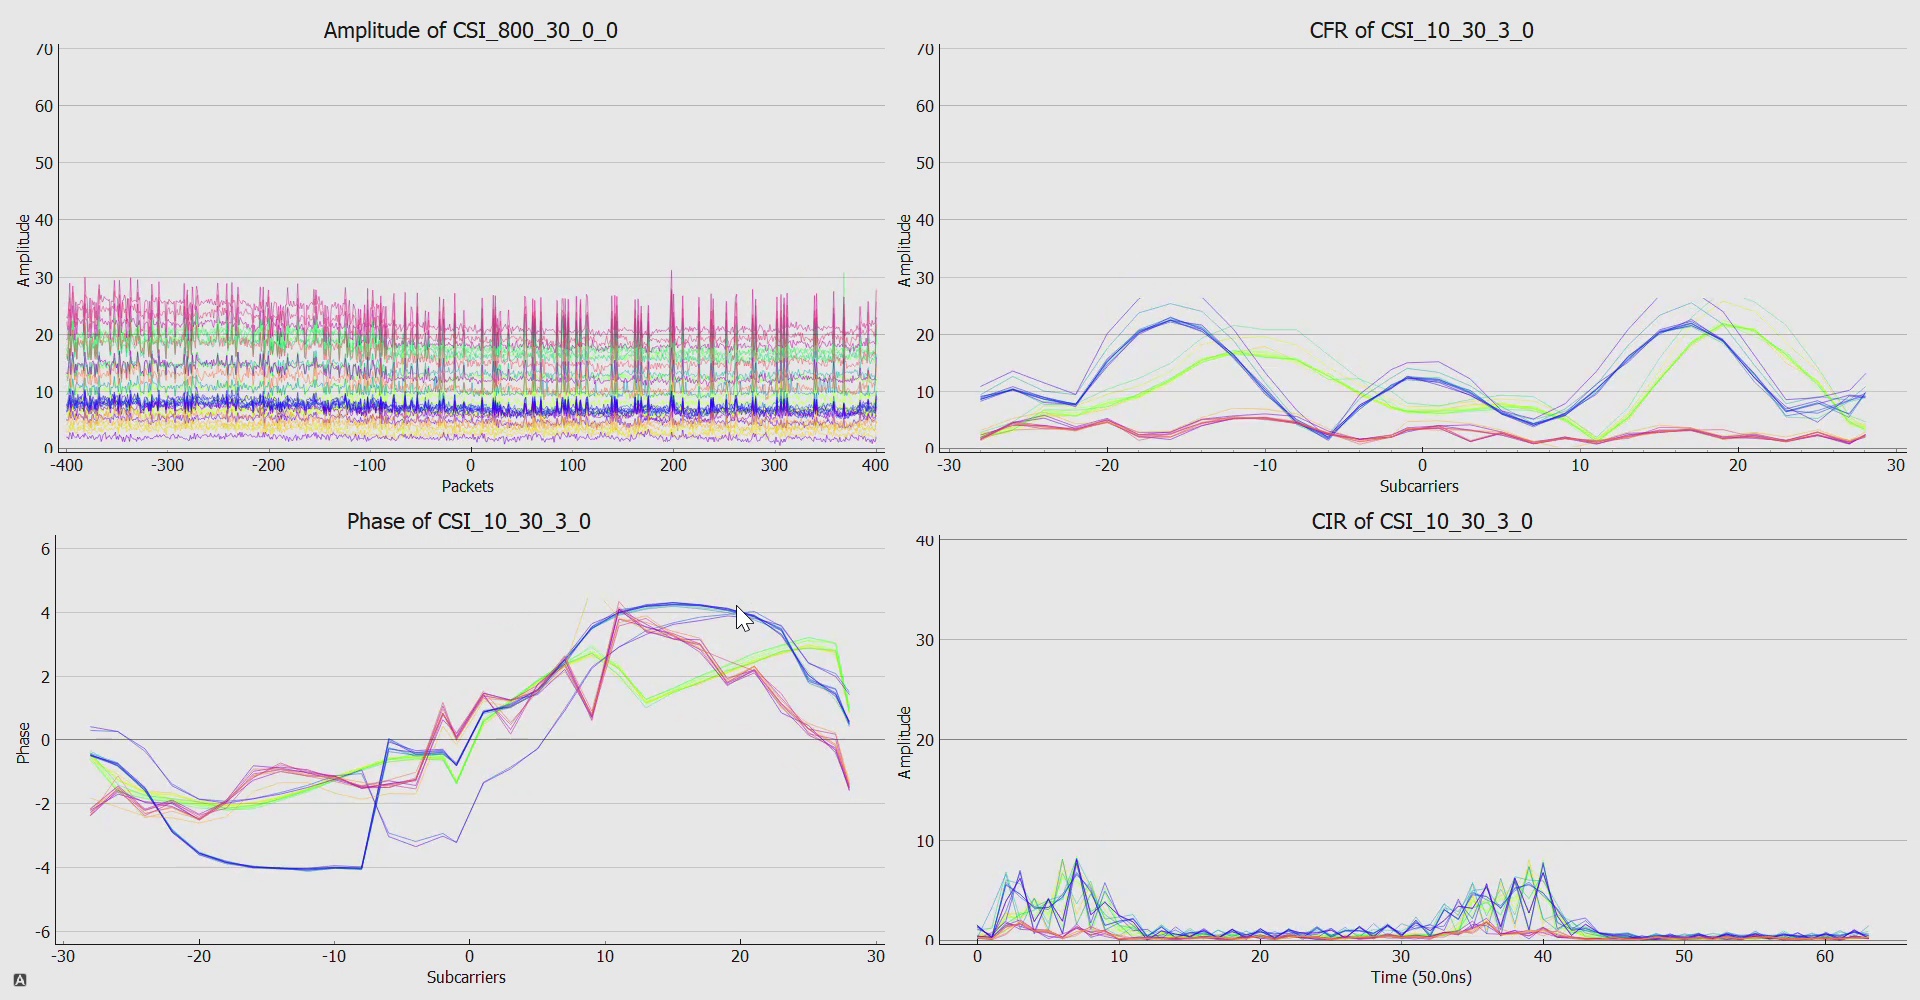 Amplitude of CSI_800_30_0_0
70
60
50
40
30
20
10
0
Amplitude
-400 -300 -200 -100 0 100 200 300 400
Packets
CFR of CSI_10_30_3_0
70
60
50
40
30
20
10
0
Amplitude
-30 -20 -10 0 10 20 30
Subcarriers
Phase of CSI_10_30_3_0
6
4
2
0
-2
-4
-6
Phase
-30 -20 -10 0 10 20 30
Subcarriers
A
CIR of CSI_10_30_3_0
40
30
20
10
0
Amplitude
0 10 20 30 40 50 60
Time (50.0ns)